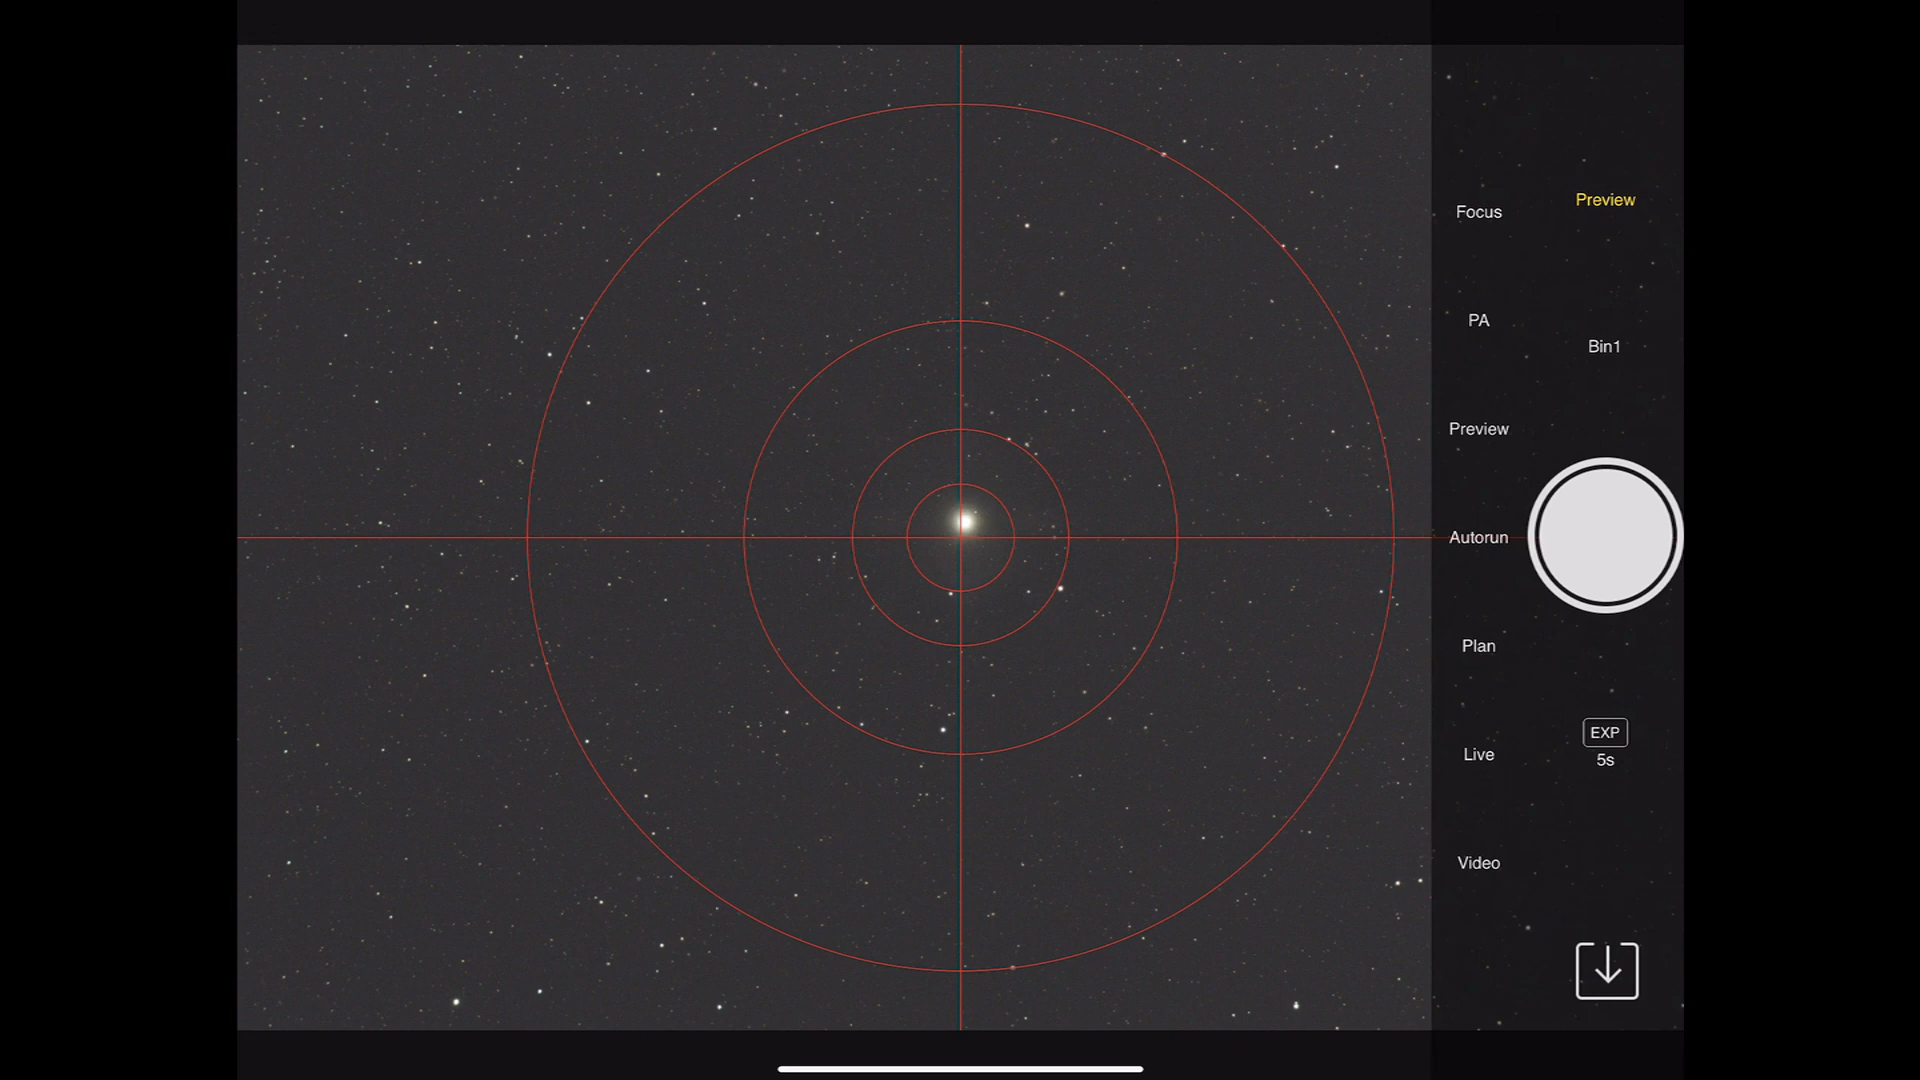 Focus
PA
Preview
Autorun
Plan
Live
Video
Preview
Bin1
EXP
5s